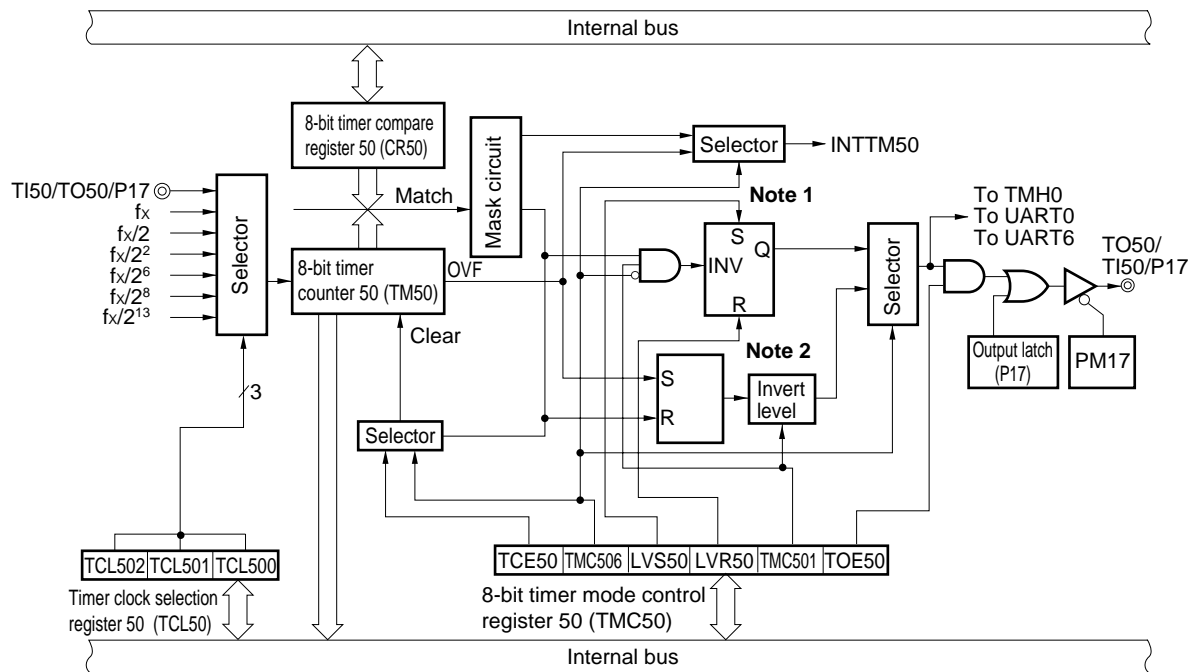 Internal bus
8-bit timer compare
register 50 (CR50)
Mask circuit
Selector
INTTM50
TI50/TO50/P17
fX
fX/2
fX/2²
fX/2⁶
fX/2⁸
fX/2¹³
Selector
Match
Note 1
S
Q
INV
R
Selector
To TMH0
To UART0
To UART6
TO50/
TI50/P17
8-bit timer
counter 50 (TM50)
OVF
Clear
Note 2
Output latch
(P17)
PM17
S
R
Invert
level
3
Selector
TCE50
TMC506
LVS50
LVR50
TMC501
TOE50
TCL502
TCL501
TCL500
Timer clock selection
register 50 (TCL50)
8-bit timer mode control
register 50 (TMC50)
Internal bus